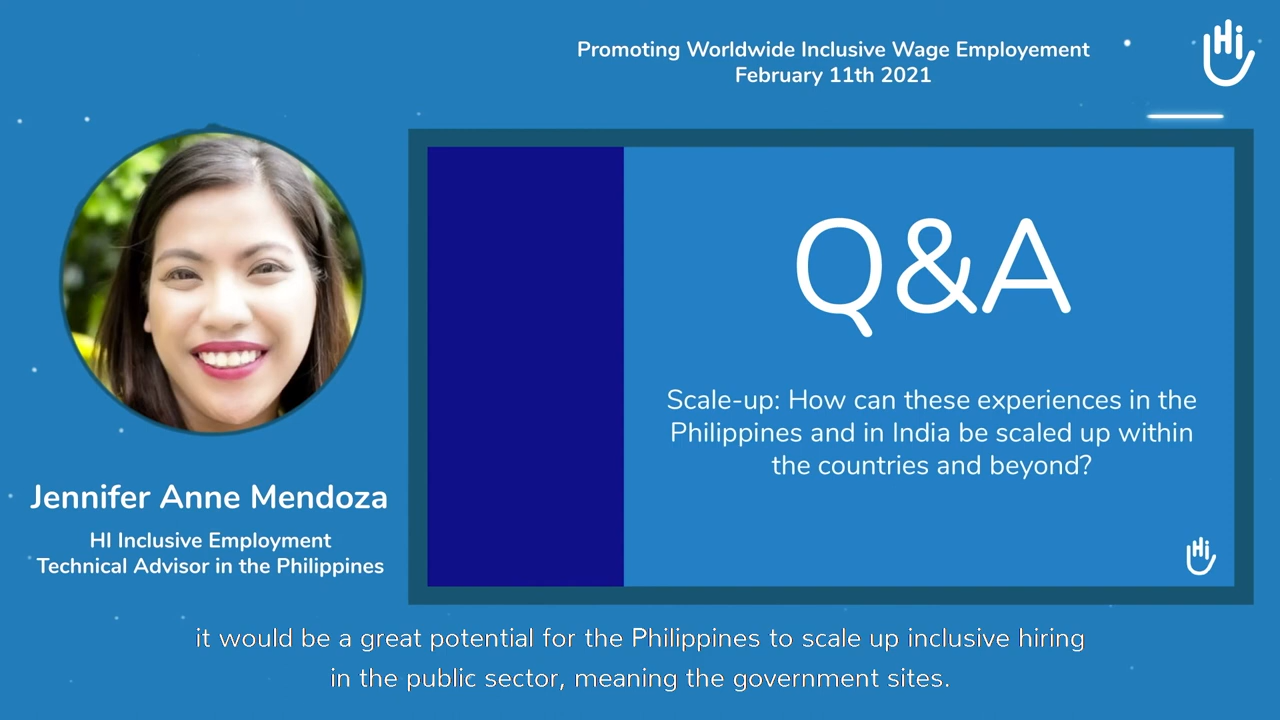 Promoting Worldwide Inclusive Wage Employement
February 11th 2021
Hi
Q&A
Scale-up: How can these experiences in the
Philippines and in India be scaled up within
the countries and beyond?
Hi
Jennifer Anne Mendoza
HI Inclusive Employment
Technical Advisor in the Philippines
it would be a great potential for the Philippines to scale up inclusive hiring
in the public sector, meaning the government sites.